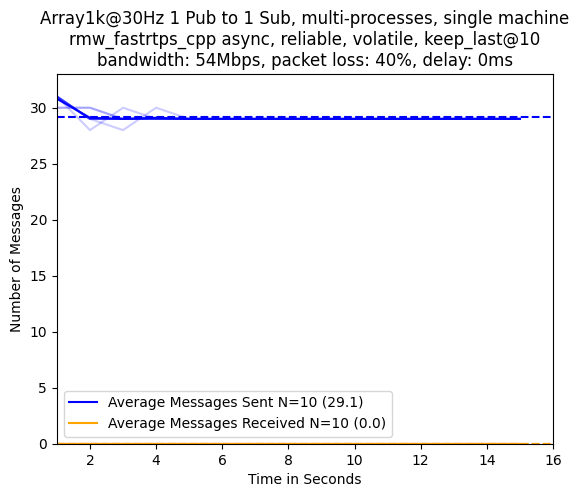 Array1k@30Hz 1 Pub to 1 Sub, multi-processes, single machine
rmw_fastrtps_cpp async, reliable, volatile, keep_last@10
bandwidth: 54Mbps, packet loss: 40%, delay: 0ms
Number of Messages
30
25
20
15
10
5
0
Average Messages Sent N=10 (29.1)
Average Messages Received N=10 (0.0)
2 4 6 8 10 12 14 16
Time in Seconds